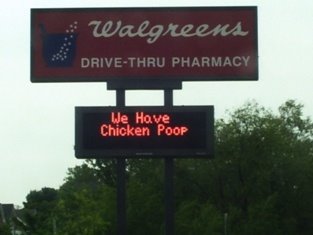 Walgreens
DRIVE-THRU PHARMACY
We Have
Chicken Poop